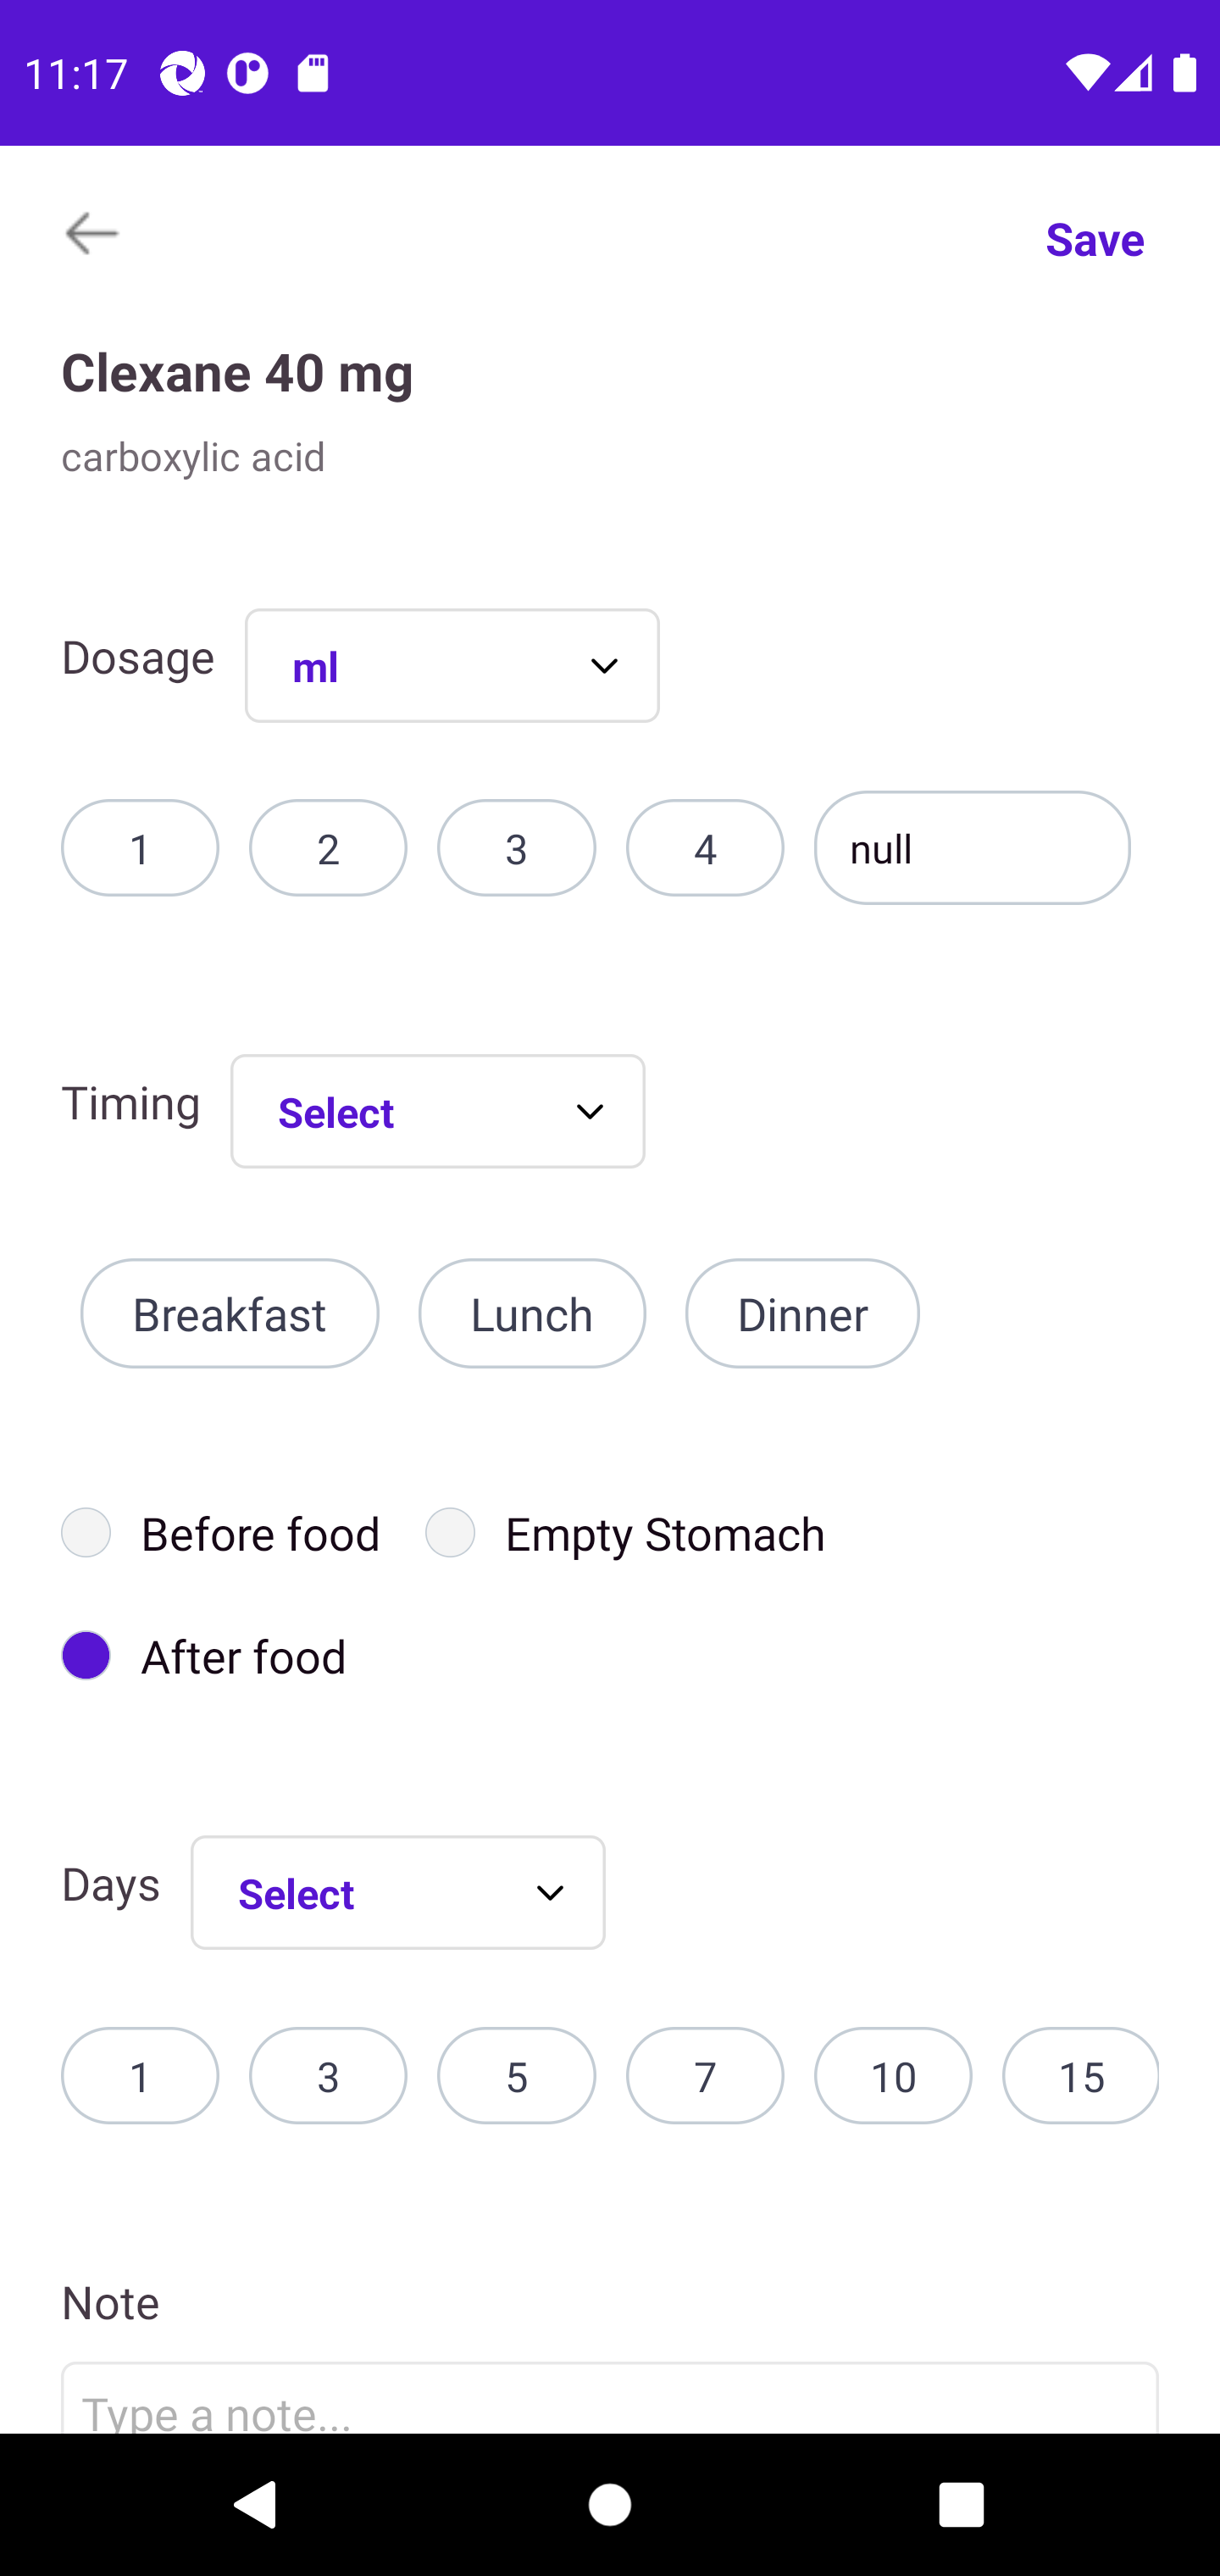 11:17
Save
Clexane 40 mg
carboxylic acid
Dosage ml
1 2 3 4 null
Timing Select
Breakfast Lunch Dinner
Before food Empty Stomach
After food
Days Select
1 3 5 7 10 15
Note
Type a note...